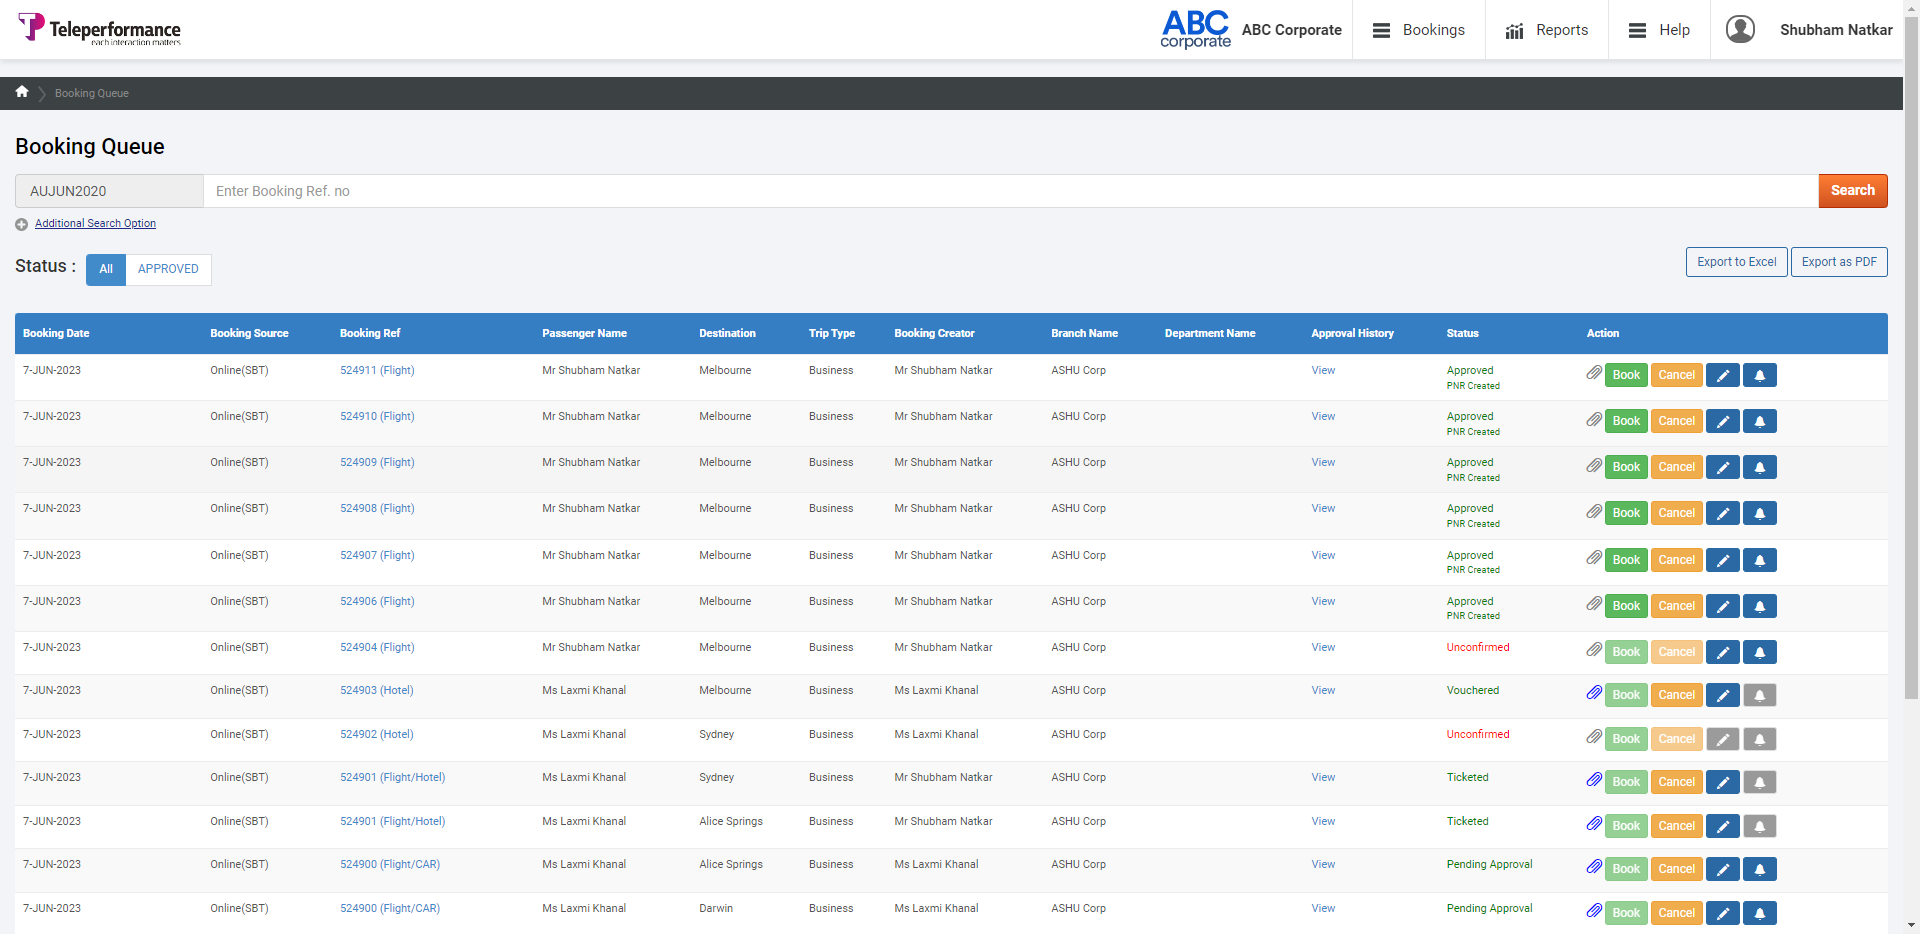 Teleperformance
each interaction matters
ABC
corporate
ABC Corporate
Bookings
Reports
Help
Shubham Natkar
Booking Queue
Booking Queue
AUJUN2020 Enter Booking Ref. no Search
Additional Search Option
Status : All APPROVED Export to Excel Export as PDF
Booking Date Booking Source Booking Ref Passenger Name Destination Trip Type Booking Creator Branch Name Department Name Approval History Status Action
7-JUN-2023 Online(SBT) 524911 (Flight) Mr Shubham Natkar Melbourne Business Mr Shubham Natkar ASHU Corp View Approved Book Cancel
PNR Created
7-JUN-2023 Online(SBT) 524910 (Flight) Mr Shubham Natkar Melbourne Business Mr Shubham Natkar ASHU Corp View Approved Book Cancel
PNR Created
7-JUN-2023 Online(SBT) 524909 (Flight) Mr Shubham Natkar Melbourne Business Mr Shubham Natkar ASHU Corp View Approved Book Cancel
PNR Created
7-JUN-2023 Online(SBT) 524908 (Flight) Mr Shubham Natkar Melbourne Business Mr Shubham Natkar ASHU Corp View Approved Book Cancel
PNR Created
7-JUN-2023 Online(SBT) 524907 (Flight) Mr Shubham Natkar Melbourne Business Mr Shubham Natkar ASHU Corp View Approved Book Cancel
PNR Created
7-JUN-2023 Online(SBT) 524906 (Flight) Mr Shubham Natkar Melbourne Business Mr Shubham Natkar ASHU Corp View Approved Book Cancel
PNR Created
7-JUN-2023 Online(SBT) 524904 (Flight) Mr Shubham Natkar Melbourne Business Mr Shubham Natkar ASHU Corp View Unconfirmed Book Cancel
7-JUN-2023 Online(SBT) 524903 (Hotel) Ms Laxmi Khanal Melbourne Business Ms Laxmi Khanal ASHU Corp View Vouchered Book Cancel
7-JUN-2023 Online(SBT) 524902 (Hotel) Ms Laxmi Khanal Sydney Business Ms Laxmi Khanal ASHU Corp Unconfirmed Book Cancel
7-JUN-2023 Online(SBT) 524901 (Flight/Hotel) Ms Laxmi Khanal Sydney Business Mr Shubham Natkar ASHU Corp View Ticketed Book Cancel
7-JUN-2023 Online(SBT) 524901 (Flight/Hotel) Ms Laxmi Khanal Alice Springs Business Mr Shubham Natkar ASHU Corp View Ticketed Book Cancel
7-JUN-2023 Online(SBT) 524900 (Flight/CAR) Ms Laxmi Khanal Alice Springs Business Ms Laxmi Khanal ASHU Corp View Pending Approval Book Cancel
7-JUN-2023 Online(SBT) 524900 (Flight/CAR) Ms Laxmi Khanal Darwin Business Ms Laxmi Khanal ASHU Corp View Pending Approval Book Cancel